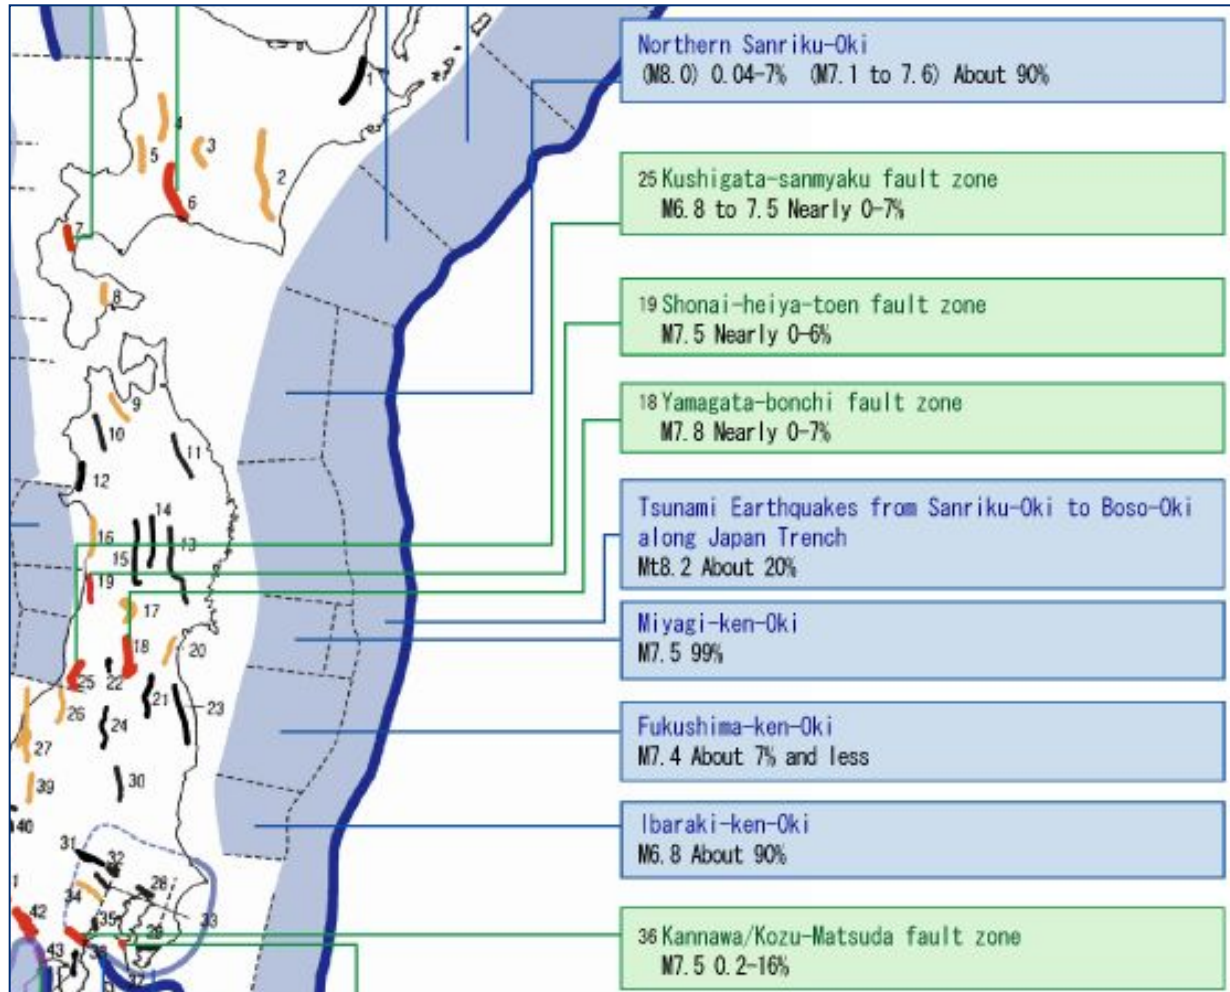 Northern Sanriku-Oki
(M8.0) 0.04-7% (M7.1 to 7.6) About 90%
25 Kushigata-sanmyaku fault zone
M6.8 to 7.5 Nearly 0-7%
19 Shonai-heiya-toen fault zone
M7.5 Nearly 0-6%
18 Yamagata-bonchi fault zone
M7.8 Nearly 0-7%
Tsunami Earthquakes from Sanriku-Oki to Boso-Oki
along Japan Trench
Mt8.2 About 20%
Miyagi-ken-Oki
M7.5 99%
Fukushima-ken-Oki
M7.4 About 7% and less
Ibaraki-ken-Oki
M6.8 About 90%
36 Kannawa/Kozu-Matsuda fault zone
M7.5 0.2-16%
1
4
5
3
2
6
7
8
9
10
11
12
14
16
13
15
19
17
18
20
25
22
21
26
23
24
27
30
39
40
31
32
28
34
33
42
35
29
43
36
37